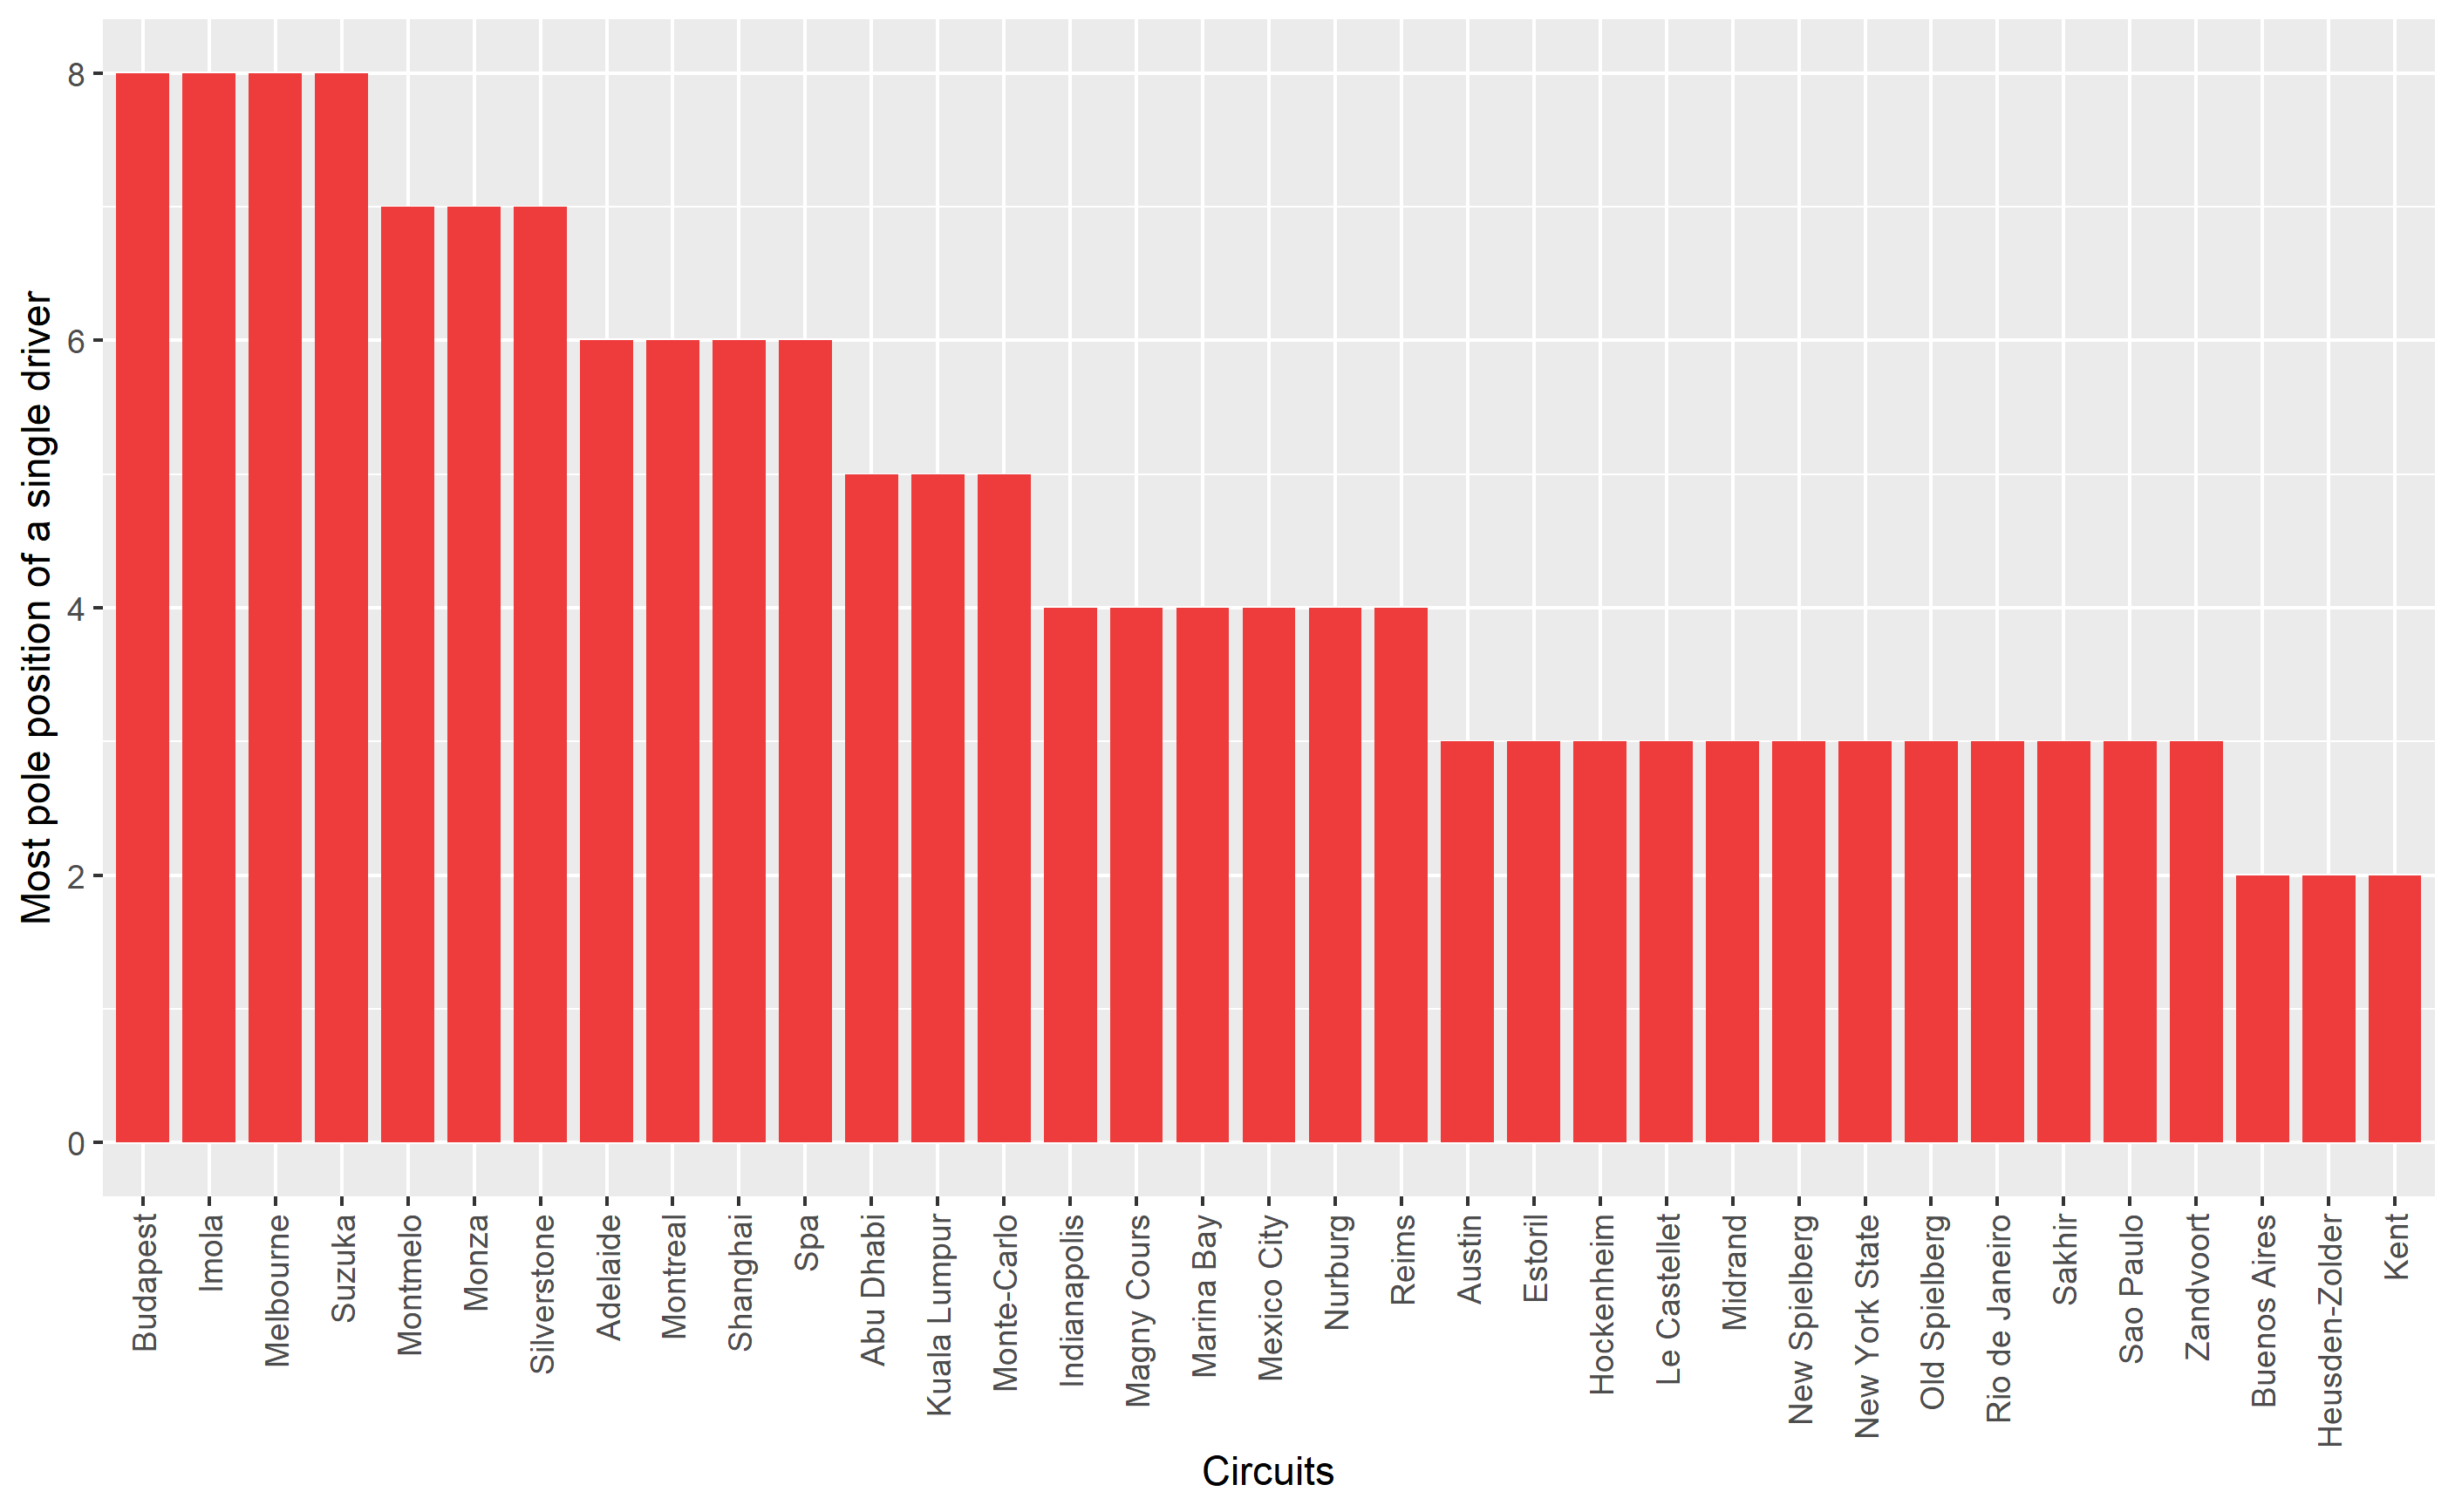 Most pole position of a single driver
8
6
4
2
0
Budapest
Imola
Melbourne
Suzuka
Montmelo
Monza
Silverstone
Adelaide
Montreal
Shanghai
Spa
Abu Dhabi
Kuala Lumpur
Monte-Carlo
Indianapolis
Magny Cours
Marina Bay
Mexico City
Nurburg
Reims
Austin
Estoril
Hockenheim
Le Castellet
Midrand
New Spielberg
New York State
Old Spielberg
Rio de Janeiro
Sakhir
Sao Paulo
Zandvoort
Buenos Aires
Heusden-Zolder
Kent
Circuits